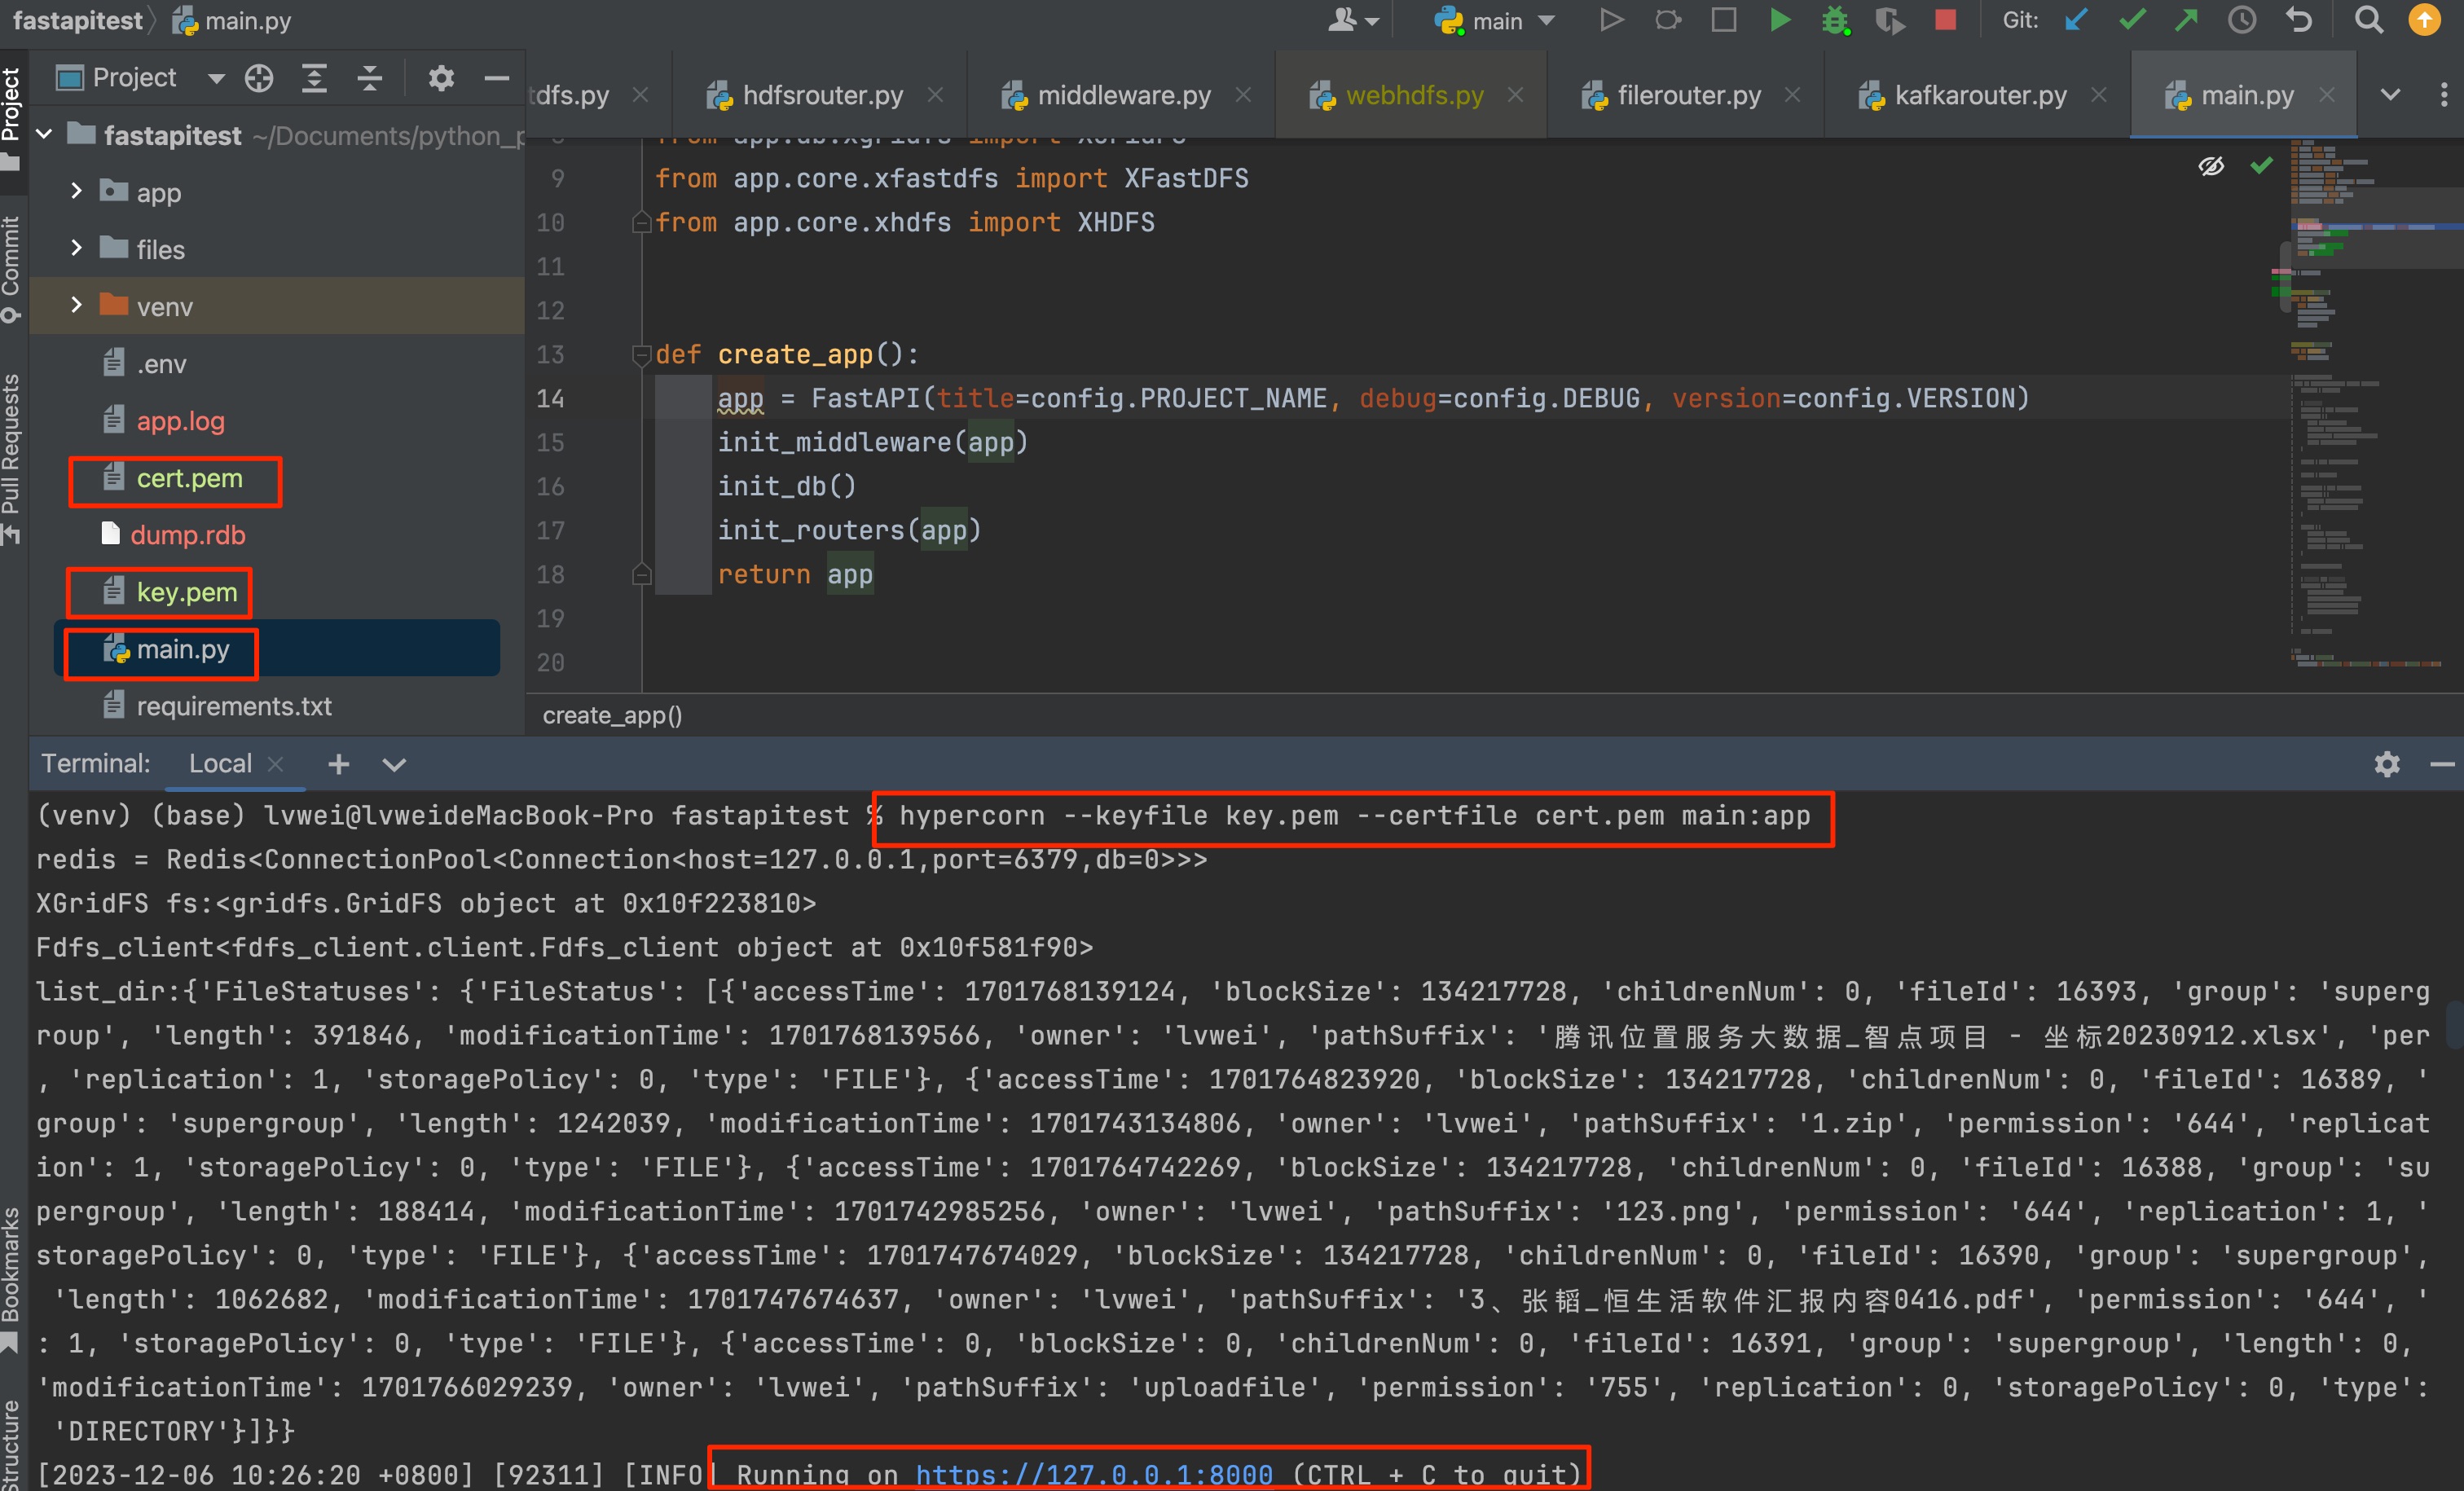 fastapitest main.py
main
Git:
Project
tdfs.py
hdfsrouter.py
middleware.py
webhdfs.py
filerouter.py
kafkarouter.py
main.py
Project
Commit
Pull Requests
Bookmarks
Structure
fastapitest ~/Documents/python_p
app
files
venv
.env
app.log
cert.pem
dump.rdb
key.pem
main.py
requirements.txt
8 from app.db.xgridfs import XGridFS
9 from app.core.xfastdfs import XFastDFS
10 from app.core.xhdfs import XHDFS
11
12
13 def create_app():
14 app = FastAPI(title=config.PROJECT_NAME, debug=config.DEBUG, version=config.VERSION)
15 init_middleware(app)
16 init_db()
17 init_routers(app)
18 return app
19
20
create_app()
Terminal: Local
(venv) (base) lvwei@lvweideMacBook-Pro fastapitest % hypercorn --keyfile key.pem --certfile cert.pem main:app
redis = Redis<ConnectionPool<Connection<host=127.0.0.1,port=6379,db=0>>>
XGridFS fs:<gridfs.GridFS object at 0x10f223810>
Fdfs_client<fdfs_client.client.Fdfs_client object at 0x10f581f90>
list_dir:{'FileStatuses': {'FileStatus': [{'accessTime': 1701768139124, 'blockSize': 134217728, 'childrenNum': 0, 'fileId': 16393, 'group': 'superg
roup', 'length': 391846, 'modificationTime': 1701768139566, 'owner': 'lvwei', 'pathSuffix': '腾讯位置服务大数据_智点项目 - 坐标20230912.xlsx', 'per
, 'replication': 1, 'storagePolicy': 0, 'type': 'FILE'}, {'accessTime': 1701764823920, 'blockSize': 134217728, 'childrenNum': 0, 'fileId': 16389, '
group': 'supergroup', 'length': 1242039, 'modificationTime': 1701743134806, 'owner': 'lvwei', 'pathSuffix': '1.zip', 'permission': '644', 'replicat
ion': 1, 'storagePolicy': 0, 'type': 'FILE'}, {'accessTime': 1701764742269, 'blockSize': 134217728, 'childrenNum': 0, 'fileId': 16388, 'group': 'su
pergroup', 'length': 188414, 'modificationTime': 1701742985256, 'owner': 'lvwei', 'pathSuffix': '123.png', 'permission': '644', 'replication': 1, '
storagePolicy': 0, 'type': 'FILE'}, {'accessTime': 1701747674029, 'blockSize': 134217728, 'childrenNum': 0, 'fileId': 16390, 'group': 'supergroup',
'length': 1062682, 'modificationTime': 1701747674637, 'owner': 'lvwei', 'pathSuffix': '3、张韬_恒生活软件汇报内容0416.pdf', 'permission': '644', '
: 1, 'storagePolicy': 0, 'type': 'FILE'}, {'accessTime': 0, 'blockSize': 0, 'childrenNum': 0, 'fileId': 16391, 'group': 'supergroup', 'length': 0,
'modificationTime': 1701766029239, 'owner': 'lvwei', 'pathSuffix': 'uploadfile', 'permission': '755', 'replication': 0, 'storagePolicy': 0, 'type':
'DIRECTORY'}]}}
[2023-12-06 10:26:20 +0800] [92311] [INFO] Running on https://127.0.0.1:8000 (CTRL + C to quit)